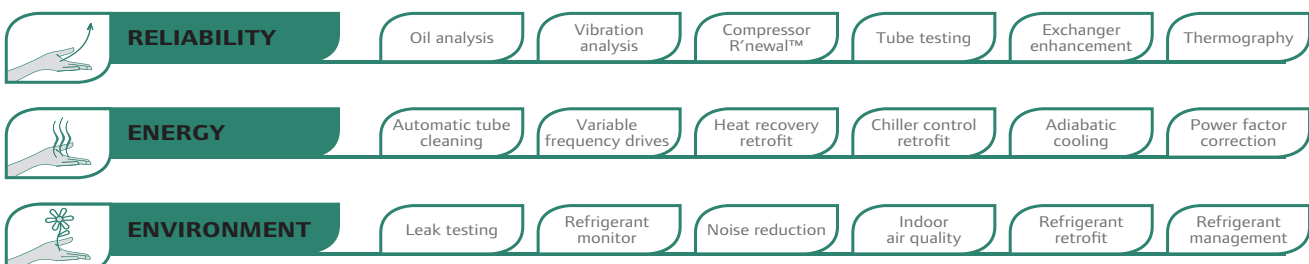 RELIABILITY
Oil analysis
Vibration
analysis
Compressor
R’newal™
Tube testing
Exchanger
enhancement
Thermography
ENERGY
Automatic tube
cleaning
Variable
frequency drives
Heat recovery
retrofit
Chiller control
retrofit
Adiabatic
cooling
Power factor
correction
ENVIRONMENT
Leak testing
Refrigerant
monitor
Noise reduction
Indoor
air quality
Refrigerant
retrofit
Refrigerant
management